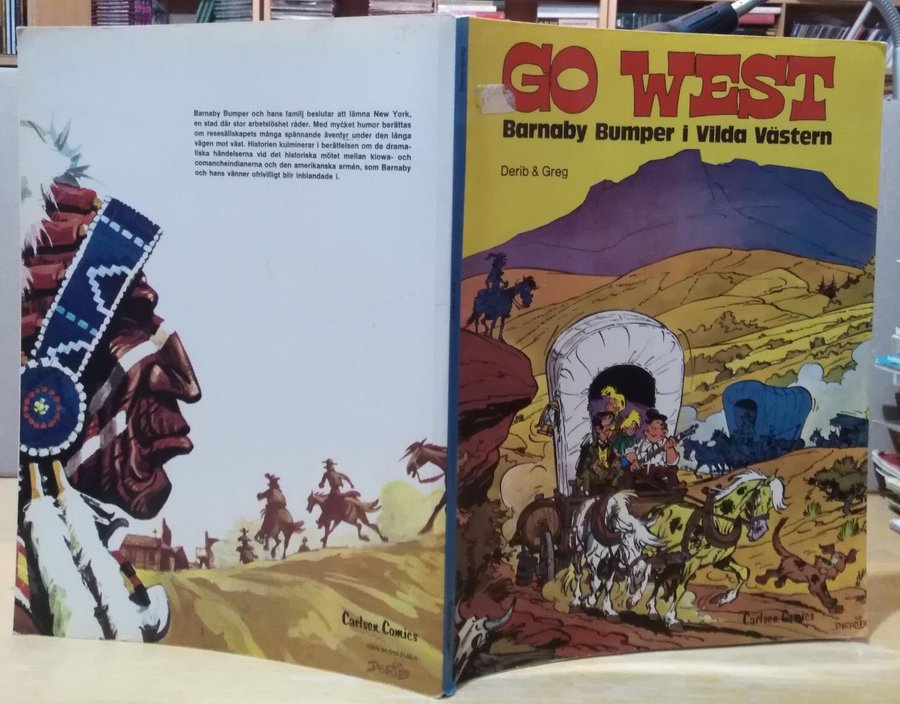 Barnaby Bumper och hans familj beslutar att lämna New York,
en stad där stor arbetslöshet råder. Med mycket humor berättas
om resesällskapets många spännande äventyr under den långa
vägen mot väst. Historien kulminerar i berättelsen om de drama-
tiska händelserna vid det historiska mötet mellan kiowa- och
comancheindianerna och den amerikanska armén, som Barnaby
och hans vänner ofrivilligt blir inblandade i.
Carlsen Comics
DERIB
GO WEST
Barnaby Bumper i Vilda Västern
Derib & Greg
Carlsen Comics
DERIB